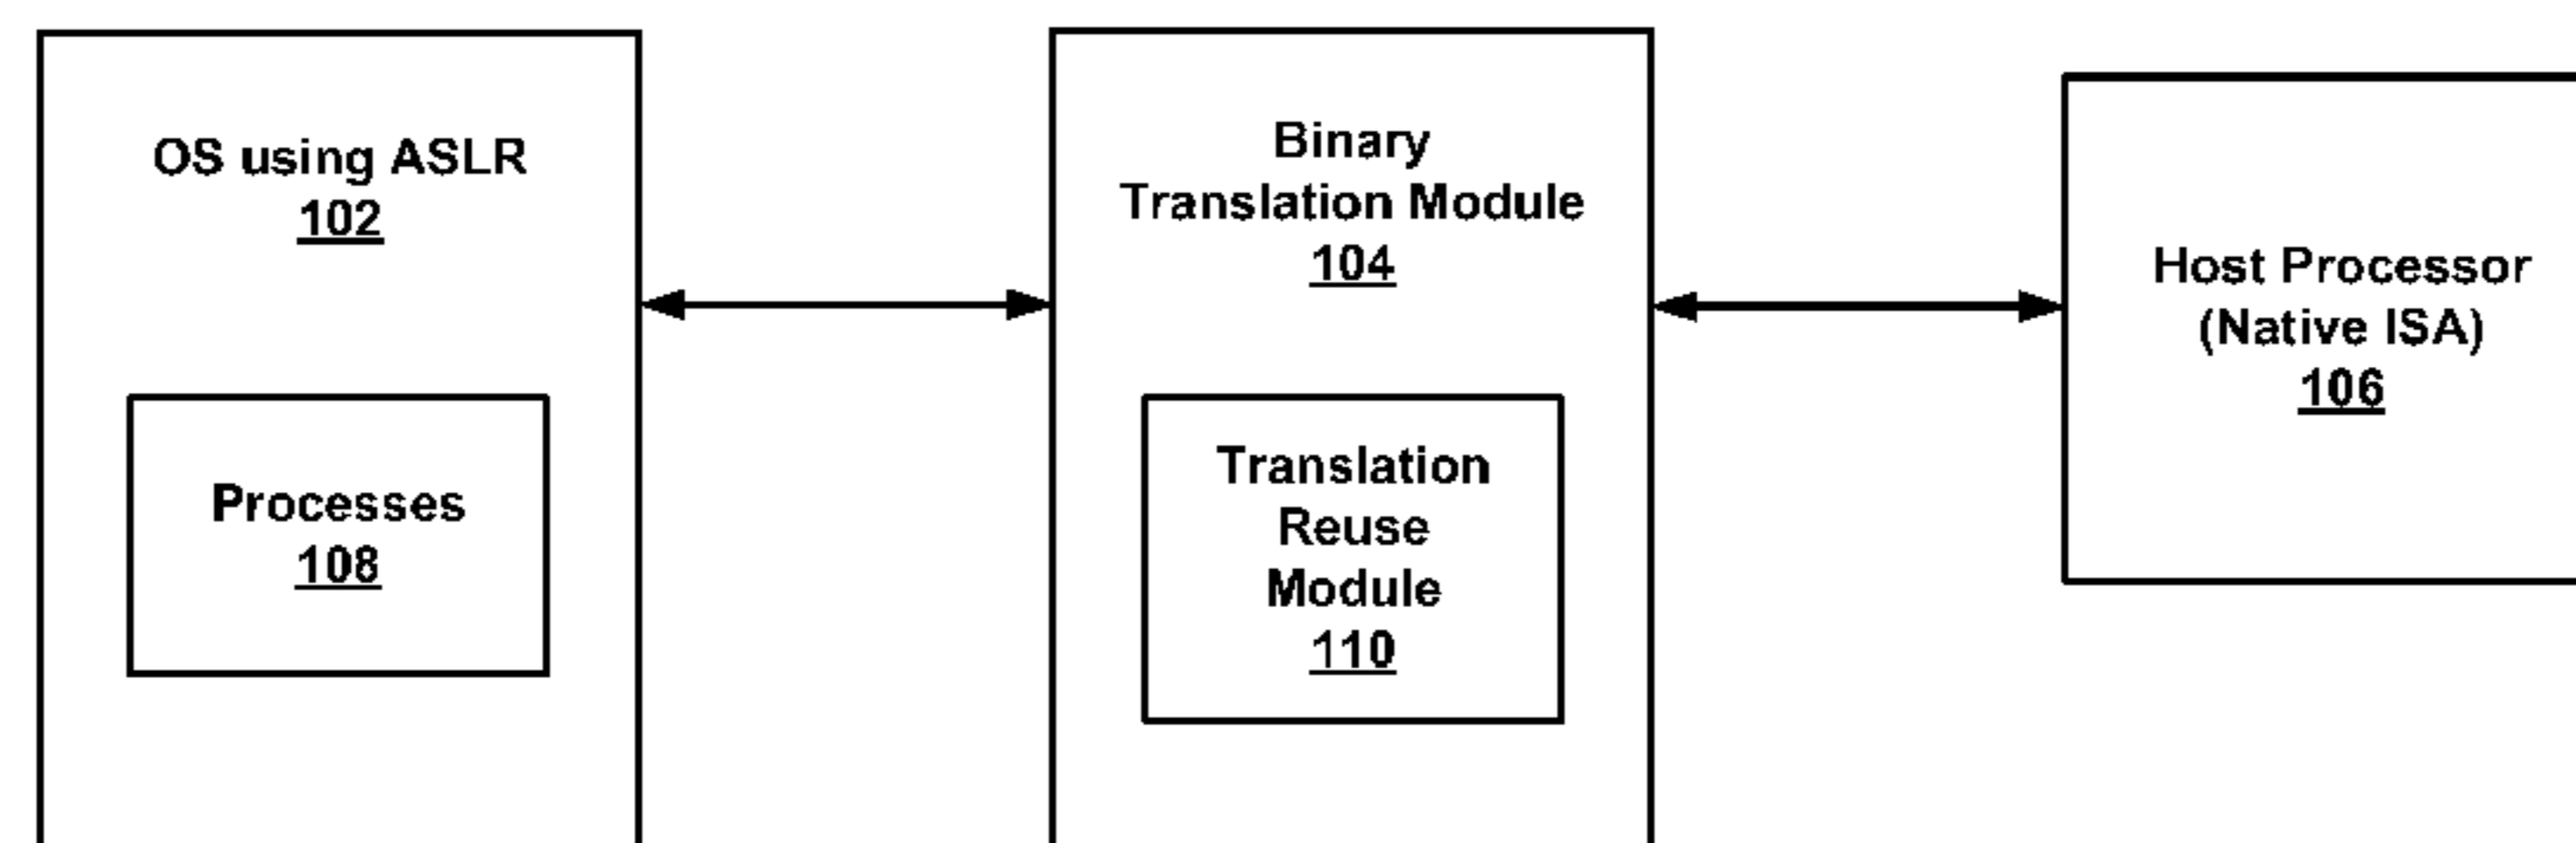 OS using ASLR
102
Processes
108
Binary
Translation Module
104
Translation
Reuse
Module
110
Host Processor
(Native ISA)
106